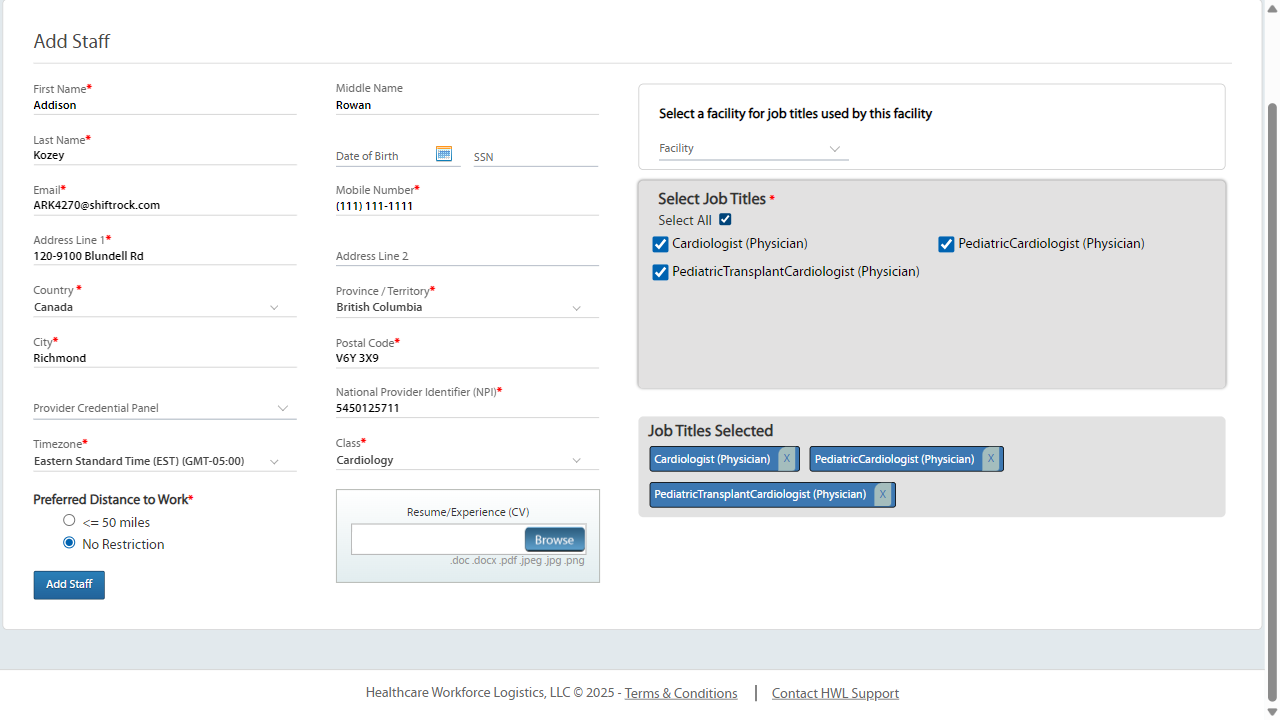 Add Staff
First Name*
Addison
Middle Name
Rowan
Last Name*
Kozey
Date of Birth
SSN
Email*
ARK4270@shiftrock.com
Mobile Number*
(111) 111-1111
Address Line 1*
120-9100 Blundell Rd
Address Line 2
Country *
Canada
Province / Territory*
British Columbia
City*
Richmond
Postal Code*
V6Y 3X9
Provider Credential Panel
National Provider Identifier (NPI)*
5450125711
Timezone*
Eastern Standard Time (EST) (GMT-05:00)
Class*
Cardiology
Preferred Distance to Work*
<= 50 miles
No Restriction
Resume/Experience (CV)
Browse
.doc .docx .pdf .jpeg .jpg .png
Add Staff
Select a facility for job titles used by this facility
Facility
Select Job Titles *
Select All
Cardiologist (Physician)
PediatricCardiologist (Physician)
PediatricTransplantCardiologist (Physician)
Job Titles Selected
Cardiologist (Physician) X
PediatricCardiologist (Physician) X
PediatricTransplantCardiologist (Physician) X
Healthcare Workforce Logistics, LLC © 2025 - Terms & Conditions | Contact HWL Support